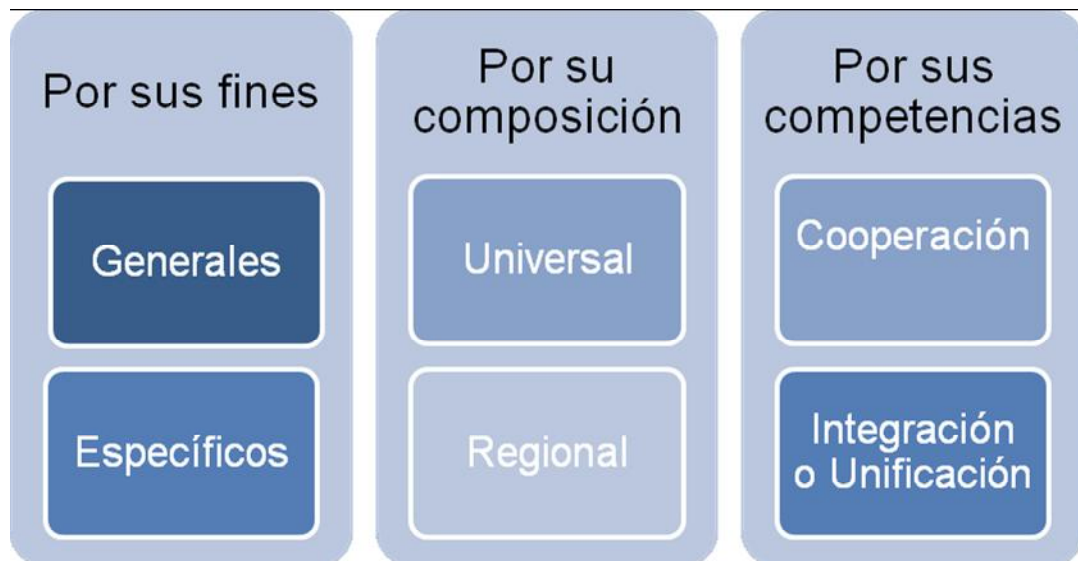 Por sus fines
Generales
Específicos
Por su
composición
Universal
Regional
Por sus
competencias
Cooperación
Integración
o Unificación